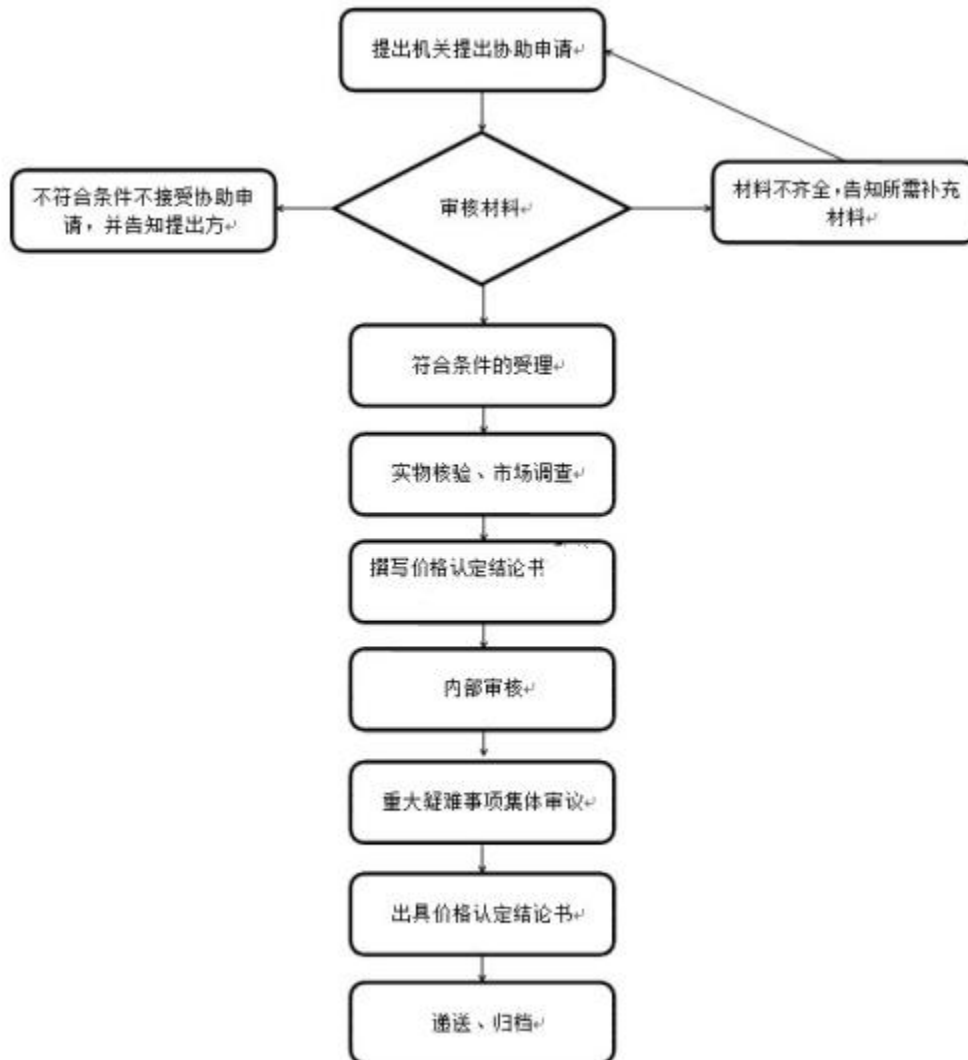 提出机关提出协助申请
不符合条件不接受协助申
请，并告知提出方
审核材料
材料不齐全，告知所需补充
材料
符合条件的受理
实物核验、市场调查
撰写价格认定结论书
内部审核
重大疑难事项集体审议
出具价格认定结论书
递送、归档